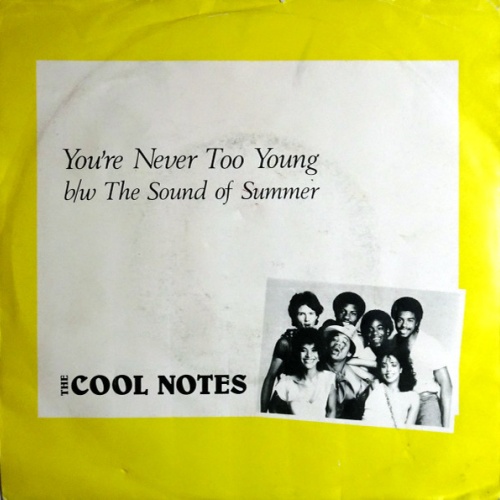 You're Never Too Young
b/w The Sound of Summer
THE COOL NOTES